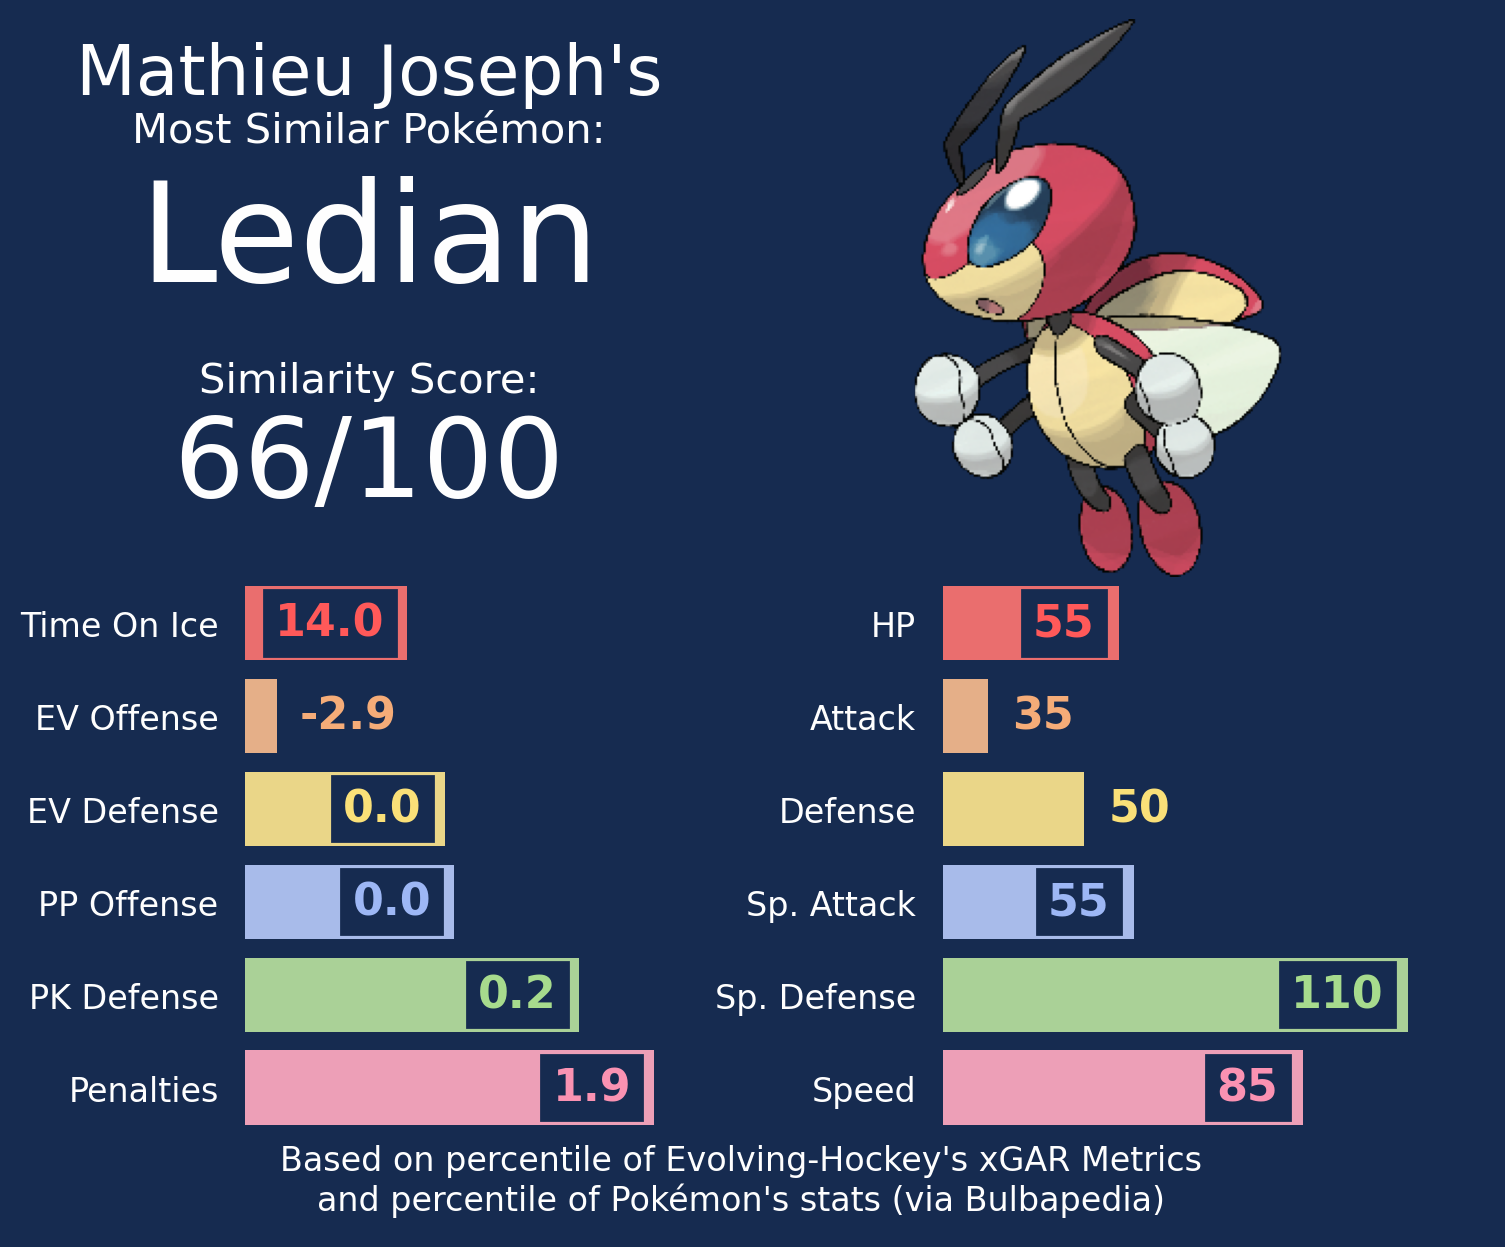 Mathieu Joseph's
Most Similar Pokémon:
Ledian
Similarity Score:
66/100
Time On Ice 14.0
EV Offense -2.9
EV Defense 0.0
PP Offense 0.0
PK Defense 0.2
Penalties 1.9
HP 55
Attack 35
Defense 50
Sp. Attack 55
Sp. Defense 110
Speed 85
Based on percentile of Evolving-Hockey's xGAR Metrics
and percentile of Pokémon's stats (via Bulbapedia)